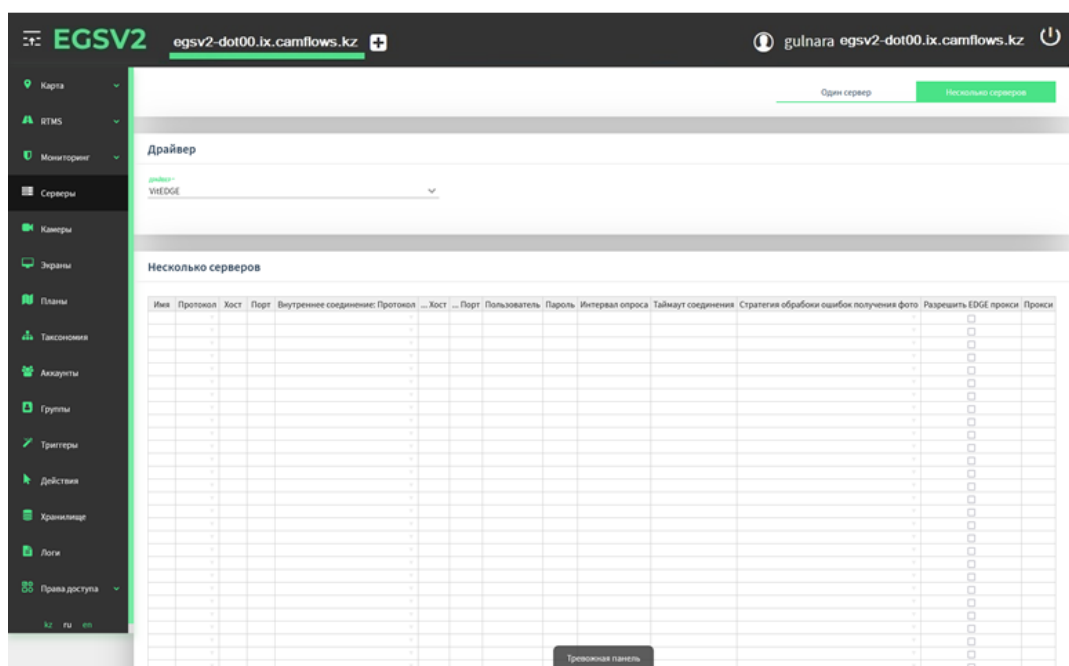 EGSV2
egsv2-dot00.ix.camflows.kz
gulnara egsv2-dot00.ix.camflows.kz
Карта
RTMS
Мониторинг
Серверы
Камеры
Экраны
Планы
Таксономия
Аккаунты
Группы
Триггеры
Действия
Хранилище
Логи
Права доступа
kz ru en
Один сервер
Несколько серверов
Драйвер
драйвер *
VitEDGE
Несколько серверов
Имя Протокол Хост Порт Внутреннее соединение: Протокол ... Хост ... Порт Пользователь Пароль Интервал опроса Таймаут соединения Стратегия обрабоки ошибок получения фото Разрешить EDGE прокси Прокси
Тревожная панель